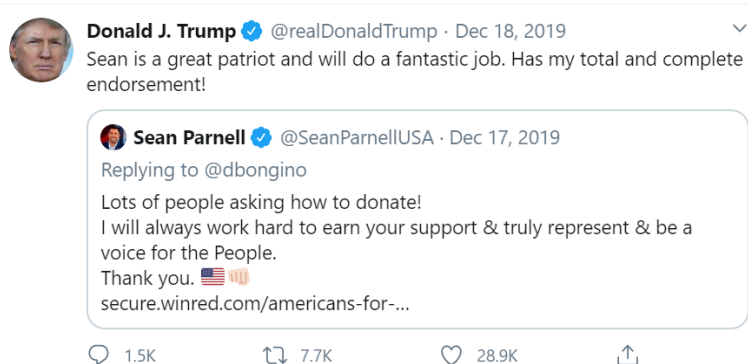 Donald J. Trump @realDonaldTrump · Dec 18, 2019
Sean is a great patriot and will do a fantastic job. Has my total and complete
endorsement!
Sean Parnell @SeanParnellUSA · Dec 17, 2019
Replying to @dbongino
Lots of people asking how to donate!
I will always work hard to earn your support & truly represent & be a
voice for the People.
Thank you. 🇺🇸👊🏻
secure.winred.com/americans-for-...
1.5K 7.7K 28.9K